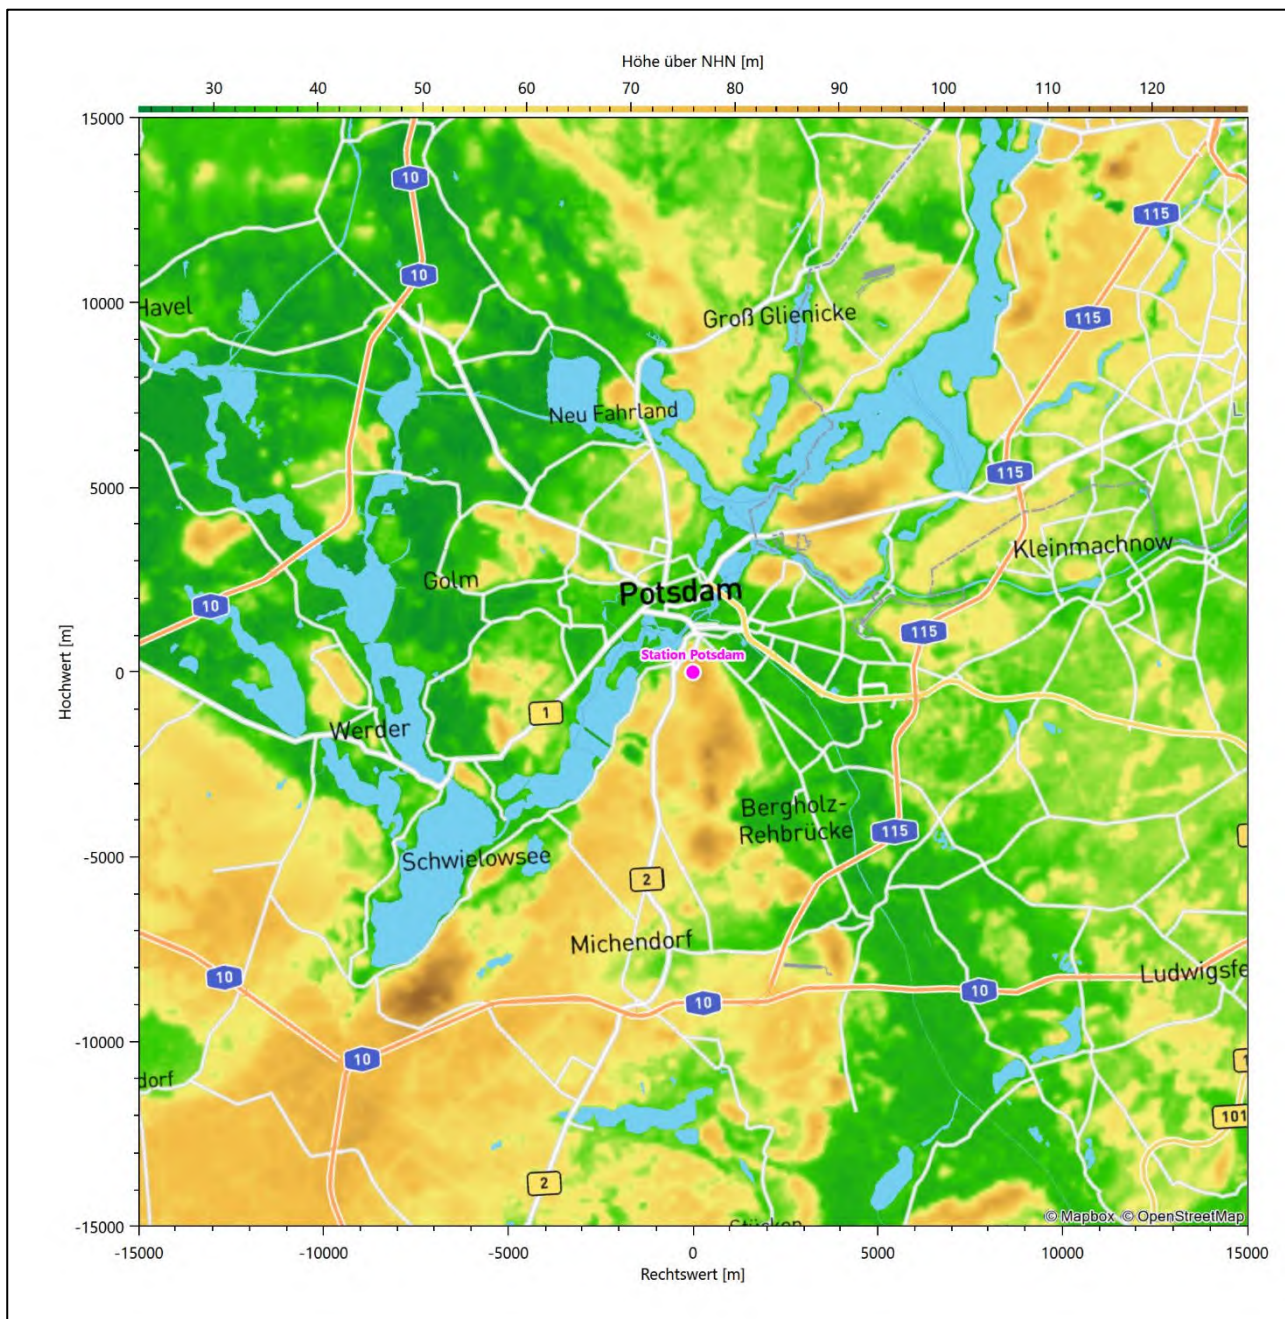 Höhe über NHN [m]
30 40 50 60 70 80 90 100 110 120
15000
10
115
10
10000
Havel
Groß Glienicke
115
Neu Fahrland
L
5000
115
Kleinmachnow
Golm
Potsdam
10
115
Station Potsdam
0
Hochwert [m]
1
Werder
Bergholz-
Rehbrücke
115
-5000
Schwielowsee
2
Michendorf
10
Ludwigsfe
10
10
-10000
10
dorf
1
101
2
Stücken
© Mapbox © OpenStreetMap
-15000
-15000 -10000 -5000 0 5000 10000 15000
Rechtswert [m]